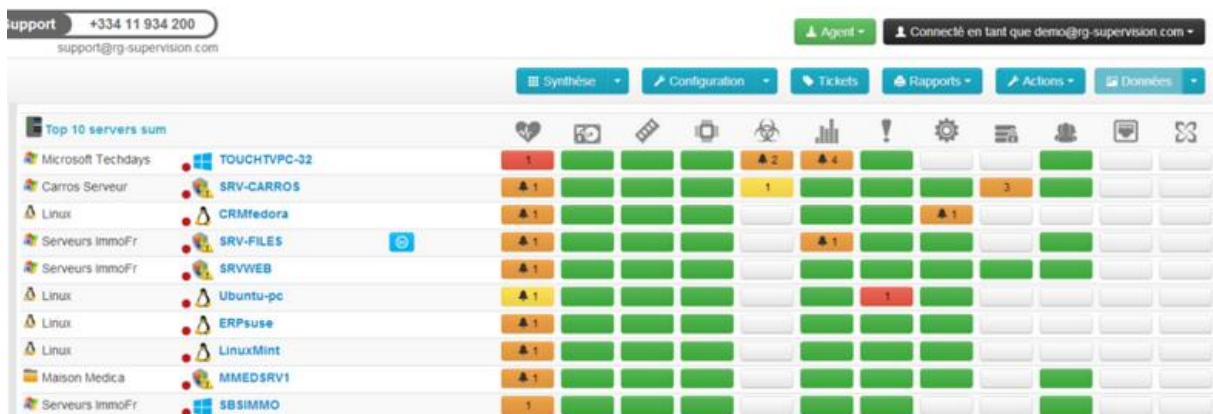 Support +334 11 934 200
support@rg-supervision.com
Agent Connecté en tant que demo@rg-supervision.com
Synthèse Configuration Tickets Rapports Actions Données
Top 10 servers sum
Microsoft Techdays TOUCHTVPC-32 1 2 4
Carros Serveur SRV-CARROS 1 1 3
Linux CRMfedora 1 1
Serveurs ImmoFr SRV-FILES 1 1
Serveurs ImmoFr SRVWEB 1
Linux Ubuntu-pc 1 1
Linux ERPsuse 1
Linux LinuxMint 1
Maison Medica MMEDSRV1 1
Serveurs ImmoFr SBSIMMO 1